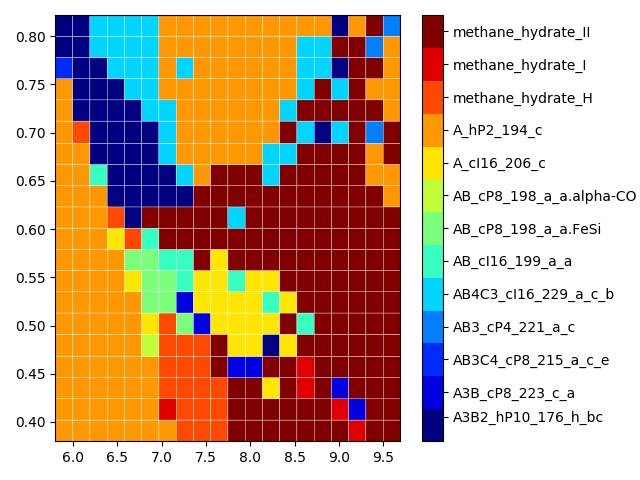 0.80
0.75
0.70
0.65
0.60
0.55
0.50
0.45
0.40
6.0 6.5 7.0 7.5 8.0 8.5 9.0 9.5
methane_hydrate_II
methane_hydrate_I
methane_hydrate_H
A_hP2_194_c
A_cI16_206_c
AB_cP8_198_a_a.alpha-CO
AB_cP8_198_a_a.FeSi
AB_cI16_199_a_a
AB4C3_cI16_229_a_c_b
AB3_cP4_221_a_c
AB3C4_cP8_215_a_c_e
A3B_cP8_223_c_a
A3B2_hP10_176_h_bc